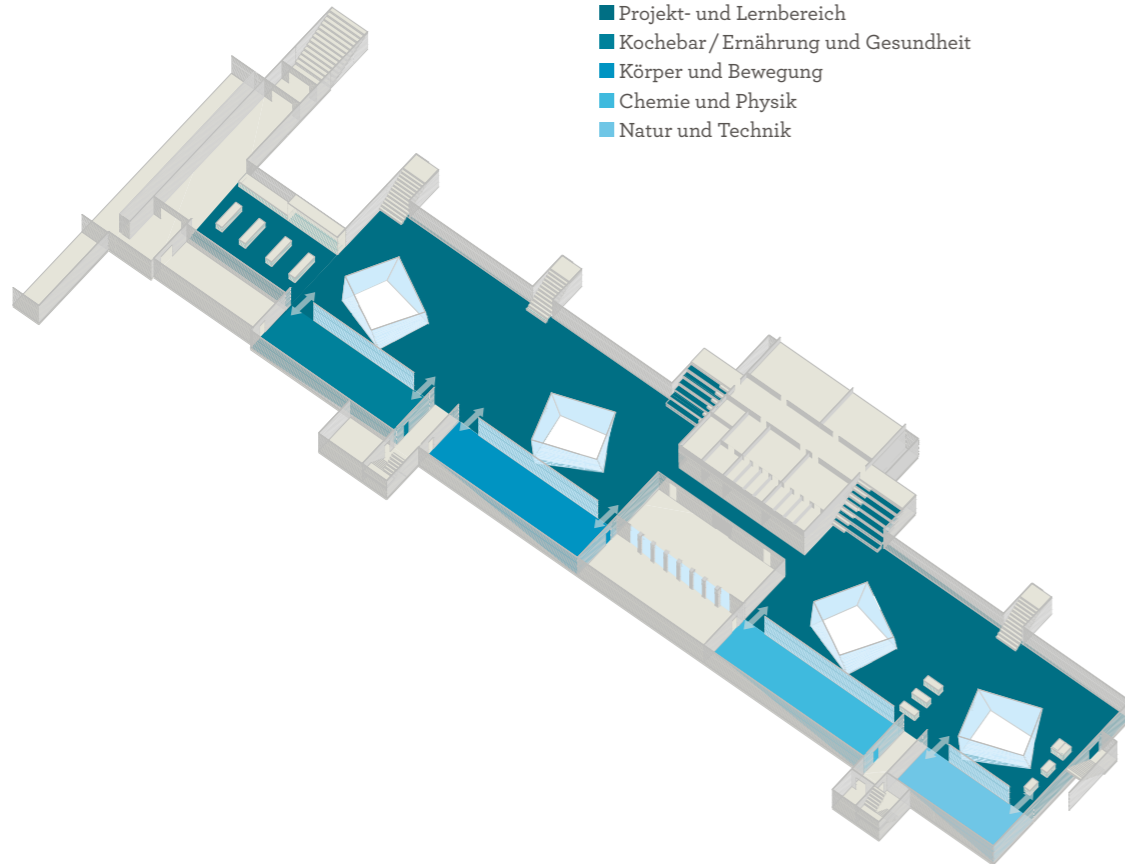 Projekt- und Lernbereich
Kochebar / Ernährung und Gesundheit
Körper und Bewegung
Chemie und Physik
Natur und Technik